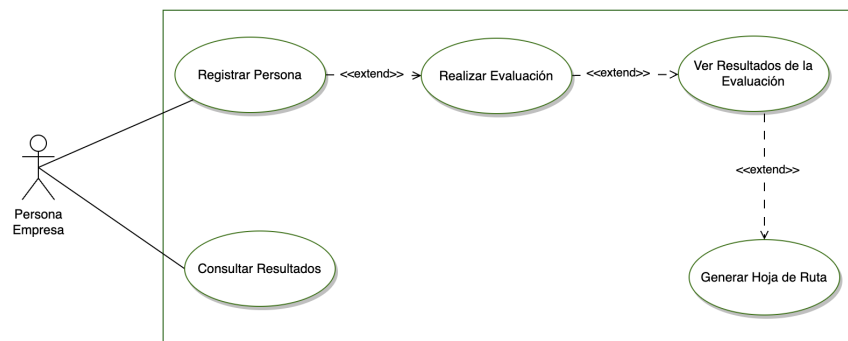 Registrar Persona
<<extend>>
Realizar Evaluación
<<extend>>
Ver Resultados de la
Evaluación
<<extend>>
Persona
Empresa
Consultar Resultados
Generar Hoja de Ruta